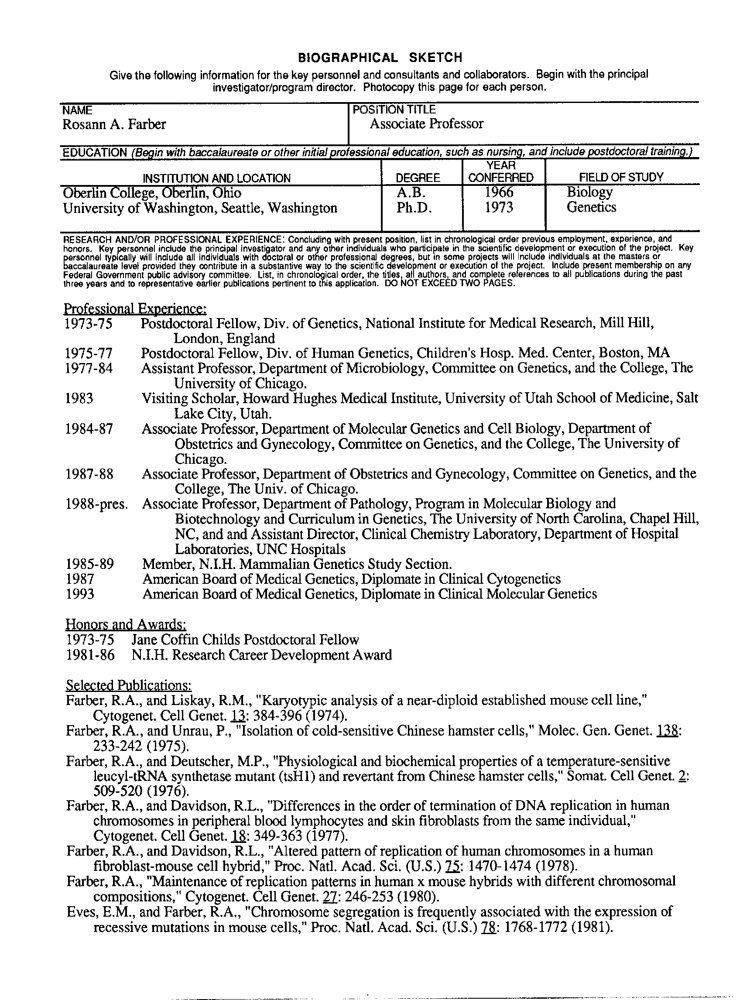 BIOGRAPHICAL SKETCH
Give the following information for the key personnel and consultants and collaborators. Begin with the principal
investigator/program director. Photocopy this page for each person.
NAME
POSITION TITLE
Rosann A. Farber
Associate Professor
EDUCATION (Begin with baccalaureate or other initial professional education, such as nursing, and include postdoctoral training.)
INSTITUTION AND LOCATION
DEGREE
YEAR
CONFERRED
FIELD OF STUDY
Oberlin College, Oberlin, Ohio
A.B.
1966
Biology
University of Washington, Seattle, Washington
Ph.D.
1973
Genetics
RESEARCH AND/OR PROFESSIONAL EXPERIENCE: Concluding with present position, list in chronological order previous employment, experience, and
honors. Key personnel include the principal investigator and any other individuals who participate in the scientific development or execution of the project. Key
personnel typically will include all individuals with doctoral or other professional degrees, but in some projects will include individuals at the masters or
baccalaureate level provided they contribute in a substantive way to the scientific development or execution of the project. Include present membership on any
Federal Government public advisory committee. List, in chronological order, the titles, all authors, and complete references to all publications during the past
three years and to representative earlier publications pertinent to this application. DO NOT EXCEED TWO PAGES.
Professional Experience:
1973-75 Postdoctoral Fellow, Div. of Genetics, National Institute for Medical Research, Mill Hill,
London, England
1975-77 Postdoctoral Fellow, Div. of Human Genetics, Children's Hosp. Med. Center, Boston, MA
1977-84 Assistant Professor, Department of Microbiology, Committee on Genetics, and the College, The
University of Chicago.
1983 Visiting Scholar, Howard Hughes Medical Institute, University of Utah School of Medicine, Salt
Lake City, Utah.
1984-87 Associate Professor, Department of Molecular Genetics and Cell Biology, Department of
Obstetrics and Gynecology, Committee on Genetics, and the College, The University of
Chicago.
1987-88 Associate Professor, Department of Obstetrics and Gynecology, Committee on Genetics, and the
College, The Univ. of Chicago.
1988-pres. Associate Professor, Department of Pathology, Program in Molecular Biology and
Biotechnology and Curriculum in Genetics, The University of North Carolina, Chapel Hill,
NC, and and Assistant Director, Clinical Chemistry Laboratory, Department of Hospital
Laboratories, UNC Hospitals
1985-89 Member, N.I.H. Mammalian Genetics Study Section.
1987 American Board of Medical Genetics, Diplomate in Clinical Cytogenetics
1993 American Board of Medical Genetics, Diplomate in Clinical Molecular Genetics
Honors and Awards:
1973-75 Jane Coffin Childs Postdoctoral Fellow
1981-86 N.I.H. Research Career Development Award
Selected Publications:
Farber, R.A., and Liskay, R.M., "Karyotypic analysis of a near-diploid established mouse cell line,"
Cytogenet. Cell Genet. 13: 384-396 (1974).
Farber, R.A., and Unrau, P., "Isolation of cold-sensitive Chinese hamster cells," Molec. Gen. Genet. 138:
233-242 (1975).
Farber, R.A., and Deutscher, M.P., "Physiological and biochemical properties of a temperature-sensitive
leucyl-tRNA synthetase mutant (tsH1) and revertant from Chinese hamster cells," Somat. Cell Genet. 2:
509-520 (1976).
Farber, R.A., and Davidson, R.L., "Differences in the order of termination of DNA replication in human
chromosomes in peripheral blood lymphocytes and skin fibroblasts from the same individual,"
Cytogenet. Cell Genet. 18: 349-363 (1977).
Farber, R.A., and Davidson, R.L., "Altered pattern of replication of human chromosomes in a human
fibroblast-mouse cell hybrid," Proc. Natl. Acad. Sci. (U.S.) 75: 1470-1474 (1978).
Farber, R.A., "Maintenance of replication patterns in human x mouse hybrids with different chromosomal
compositions," Cytogenet. Cell Genet. 27: 246-253 (1980).
Eves, E.M., and Farber, R.A., "Chromosome segregation is frequently associated with the expression of
recessive mutations in mouse cells," Proc. Natl. Acad. Sci. (U.S.) 78: 1768-1772 (1981).